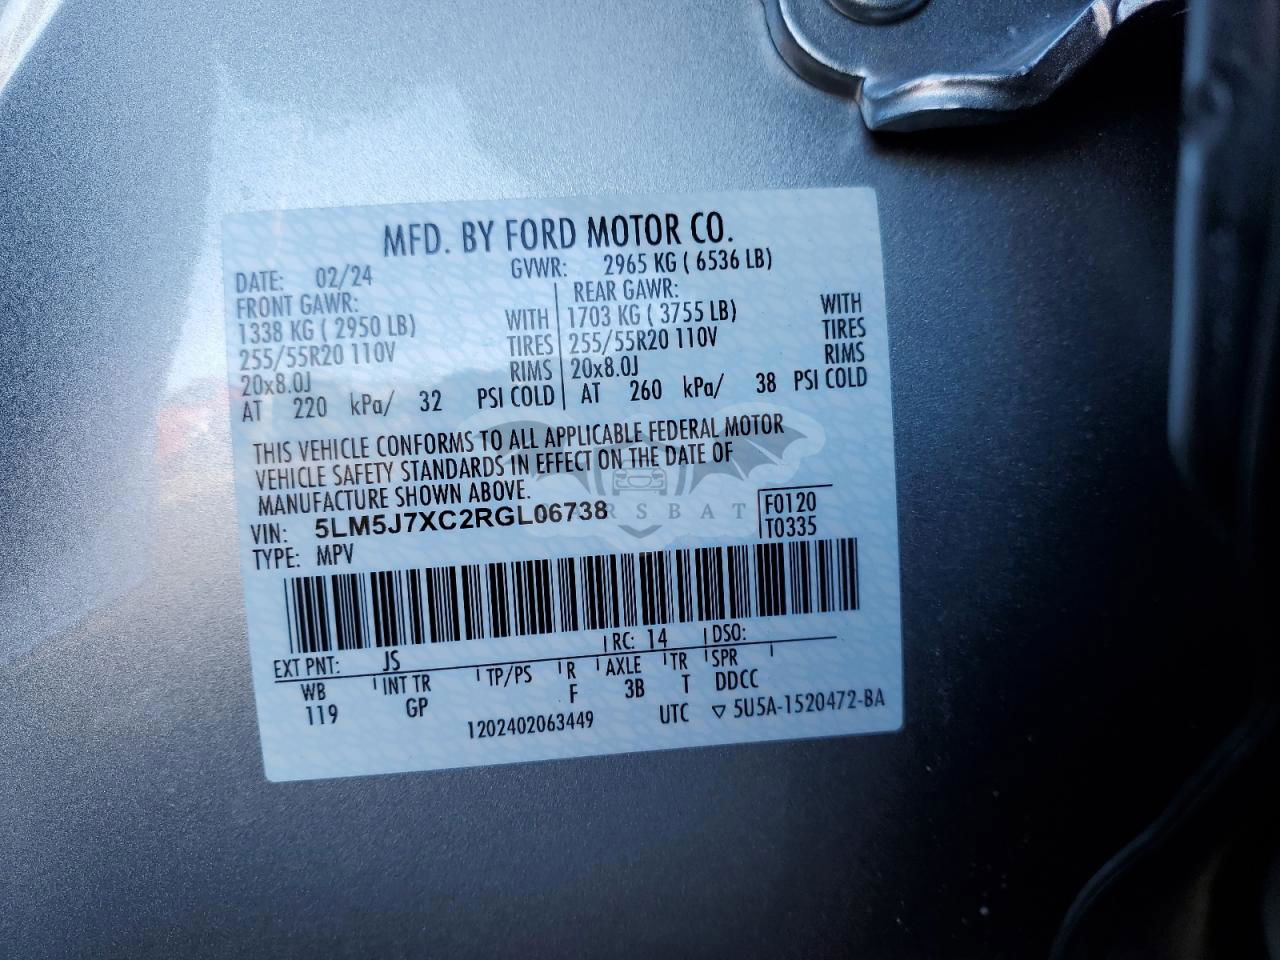 MFD. BY FORD MOTOR CO.
DATE: 02/24 GVWR: 2965 KG ( 6536 LB)
FRONT GAWR: REAR GAWR:
1338 KG ( 2950 LB) WITH 1703 KG ( 3755 LB) WITH
255/55R20 110V TIRES 255/55R20 110V TIRES
20x8.0J RIMS 20x8.0J RIMS
AT 220 kPa/ 32 PSI COLD AT 260 kPa/ 38 PSI COLD
THIS VEHICLE CONFORMS TO ALL APPLICABLE FEDERAL MOTOR
VEHICLE SAFETY STANDARDS IN EFFECT ON THE DATE OF
MANUFACTURE SHOWN ABOVE.
VIN: 5LM5J7XC2RGL06738 F0120
TYPE: MPV T0335
EXT PNT: JS RC: 14 DSO:
WB INT TR TP/PS R AXLE TR SPR
119 GP F 3B T DDCC
1202402063449 UTC ▽ 5U5A-1520472-BA